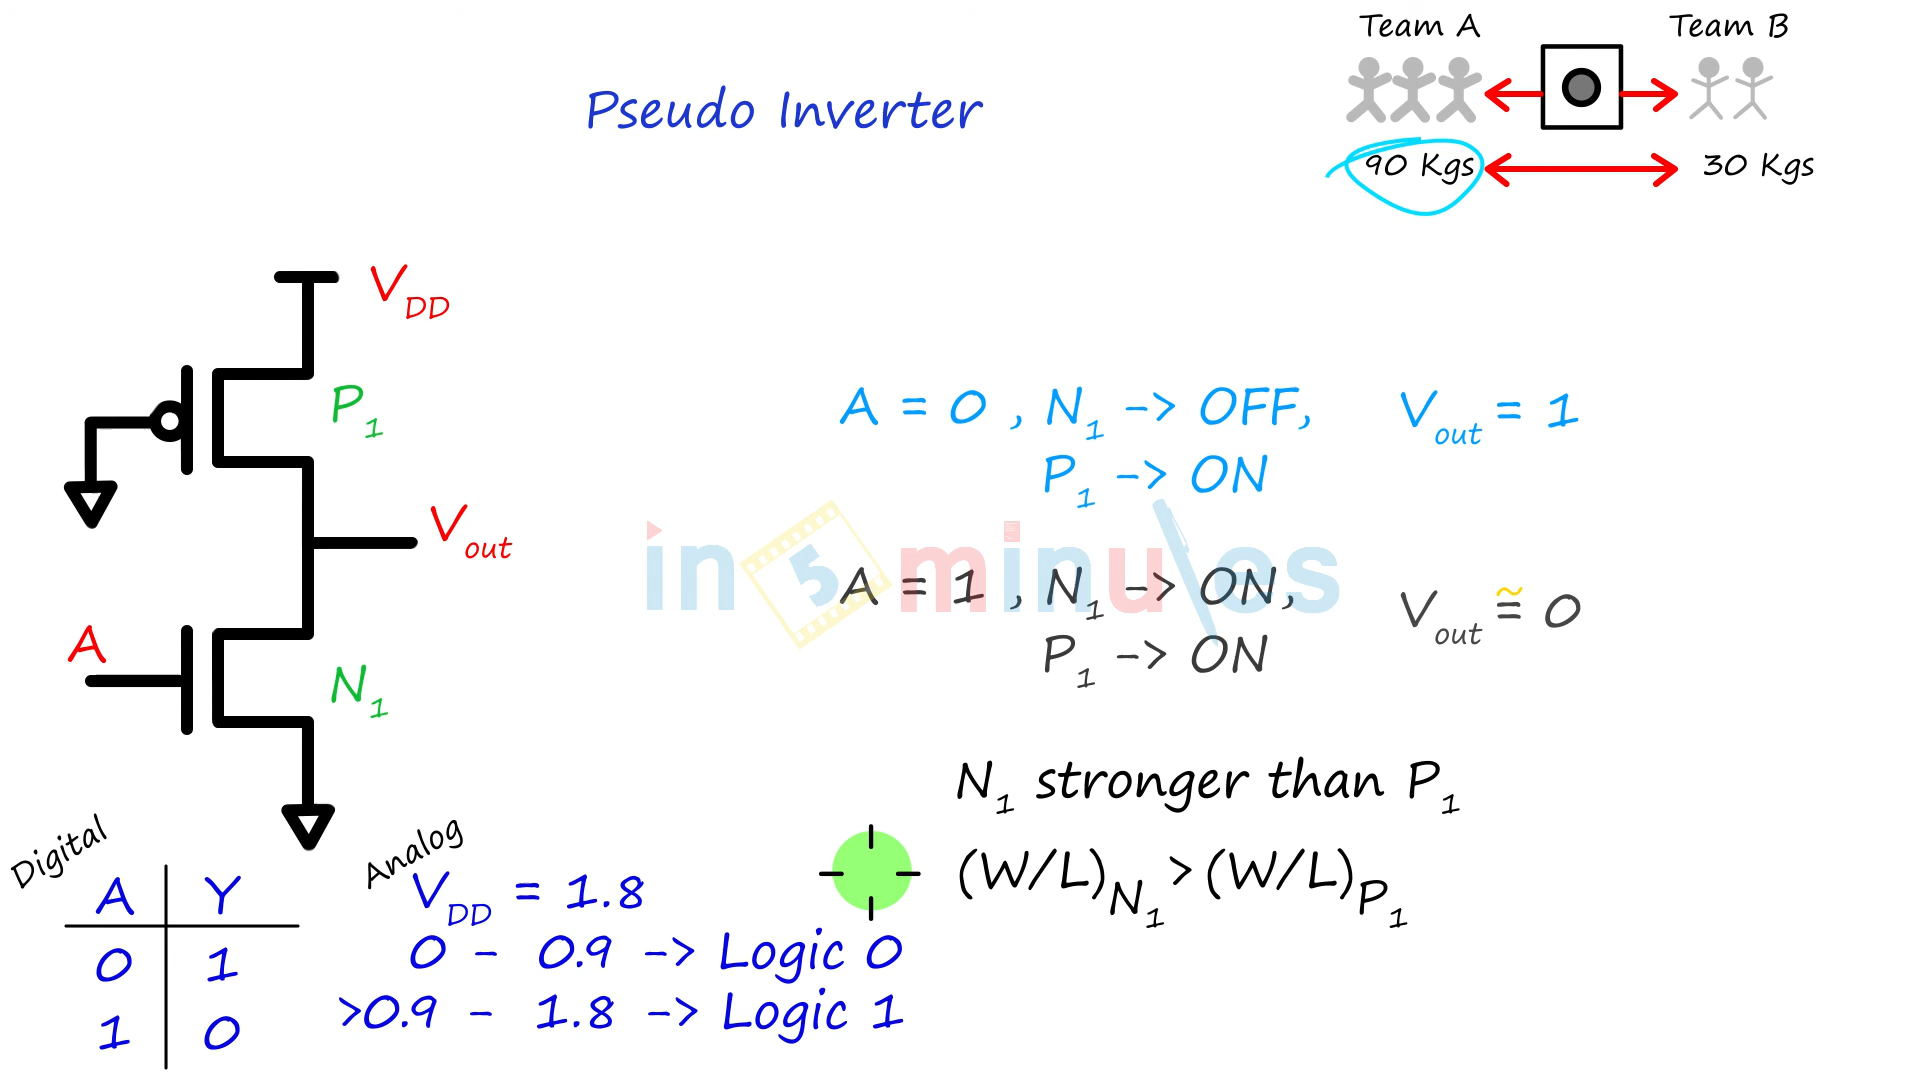 Team A
Team B
Pseudo Inverter
90 Kgs
30 Kgs
VDD
P1
A = 0 , N1 -> OFF,
Vout = 1
P1 -> ON
Vout
in 5 minutes
A = 1 , N1 -> ON,
Vout ≅ 0
P1 -> ON
A
N1
N1 stronger than P1
(W/L)N1 > (W/L)P1
Digital
A Y
0 1
1 0
Analog
VDD = 1.8
0 - 0.9 -> Logic 0
>0.9 - 1.8 -> Logic 1